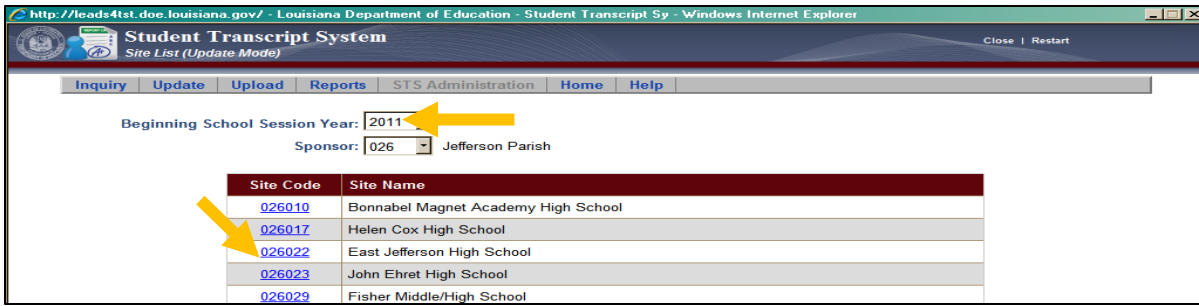 http://leads4tst.doe.louisiana.gov/ - Louisiana Department of Education - Student Transcript Sy - Windows Internet Explorer
Student Transcript System
Site List (Update Mode)
Close | Restart
Inquiry | Update | Upload | Reports | STS Administration | Home | Help
Beginning School Session Year: 2011
Sponsor: 026 Jefferson Parish
Site Code Site Name
026010 Bonnabel Magnet Academy High School
026017 Helen Cox High School
026022 East Jefferson High School
026023 John Ehret High School
026029 Fisher Middle/High School